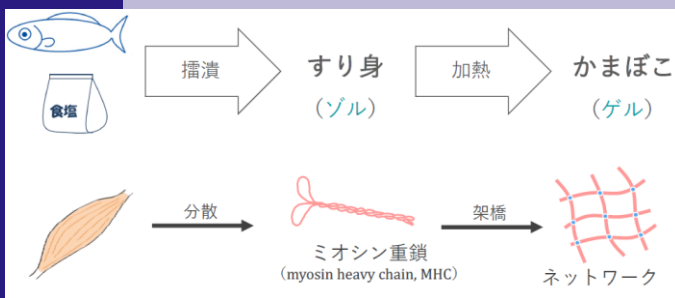 擂潰
すり身
加熱
かまぼこ
食塩
（ゾル）
（ゲル）
分散
架橋
ミオシン重鎖
(myosin heavy chain, MHC)
ネットワーク